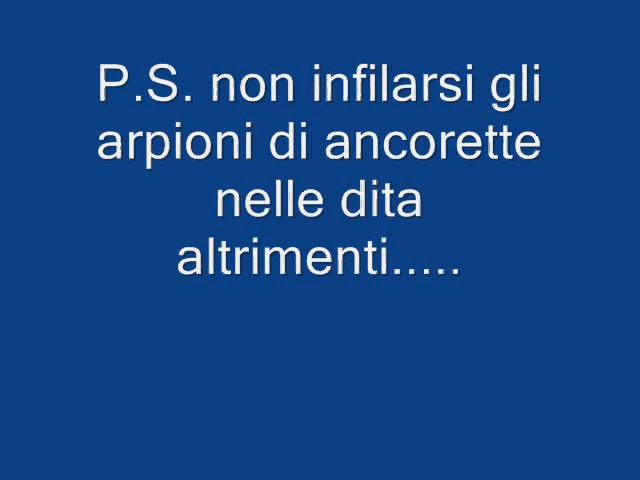 P.S. non infilarsi gli
arpioni di ancorette
nelle dita
altrimenti.....